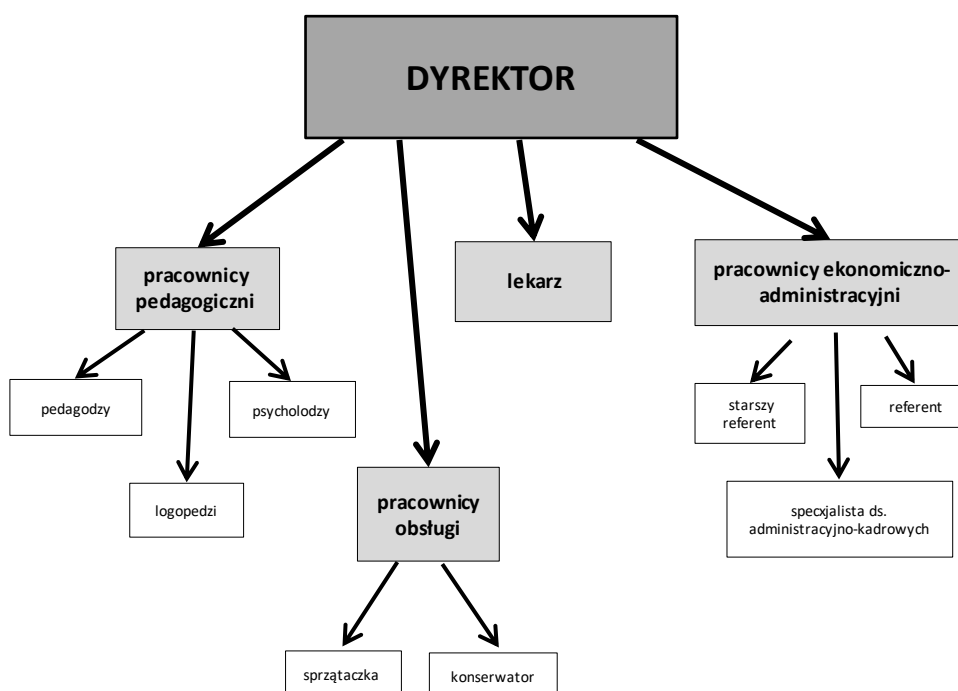 DYREKTOR
pracownicy
pedagogiczni
lekarz
pracownicy ekonomiczno-
administracyjni
pedagodzy
psycholodzy
logopedzi
starszy
referent
referent
specxjalista ds.
administracyjno-kadrowych
pracownicy
obsługi
sprzątaczka
konserwator